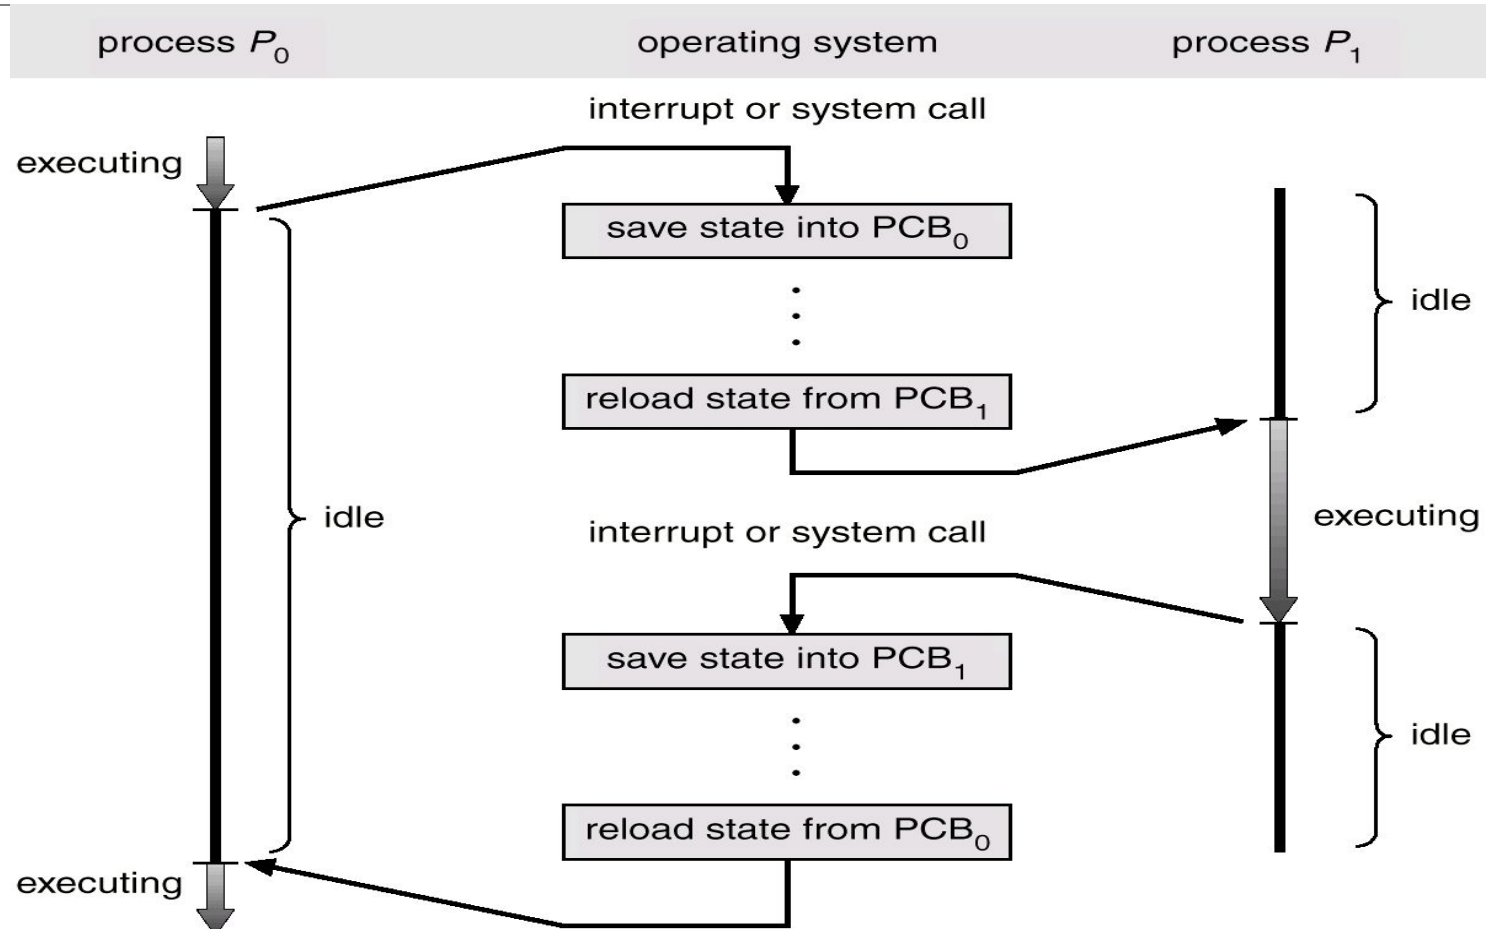 process P₀ operating system process P₁
interrupt or system call
executing
save state into PCB₀
idle
reload state from PCB₁
idle
executing
interrupt or system call
save state into PCB₁
idle
reload state from PCB₀
executing